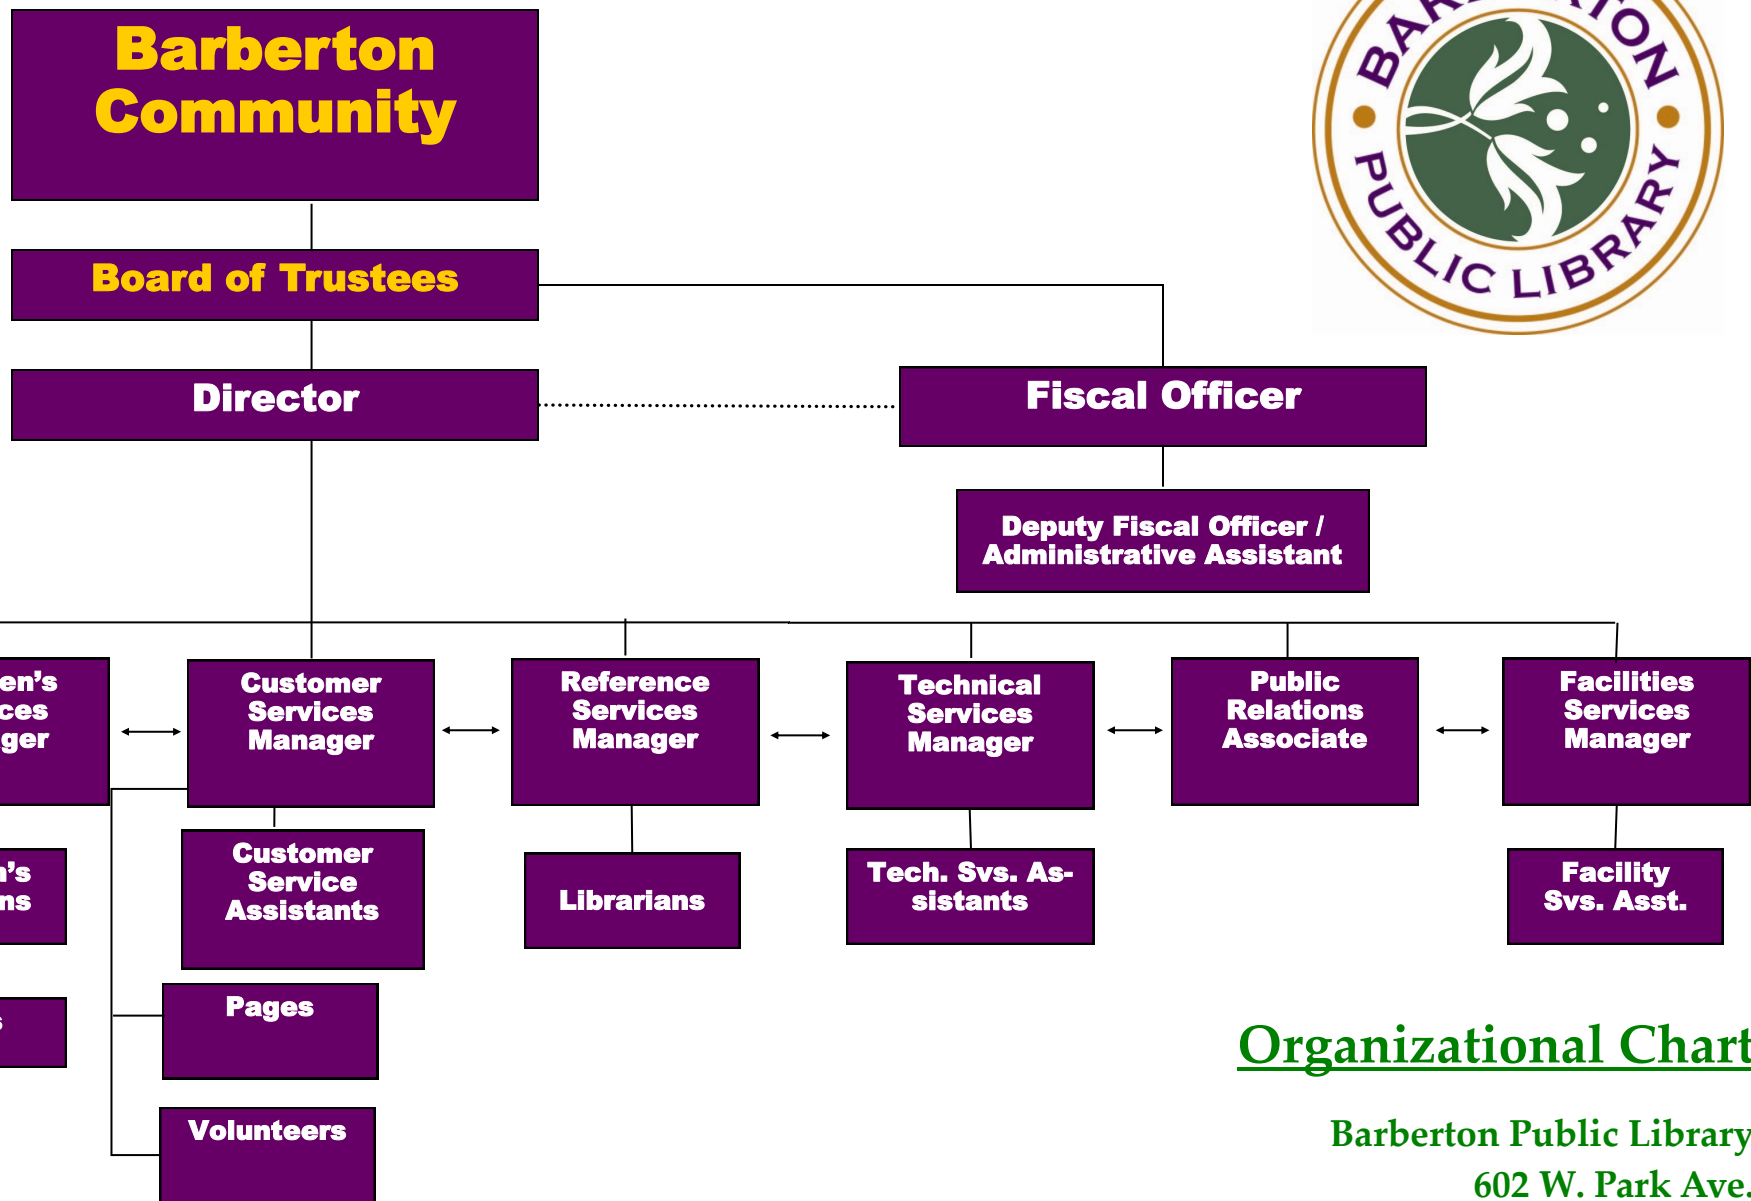 Barberton
Community
BARBERTON
PUBLIC LIBRARY
Board of Trustees
Director
Fiscal Officer
Deputy Fiscal Officer /
Administrative Assistant
Customer
Services
Manager
Reference
Services
Manager
Technical
Services
Manager
Public
Relations
Associate
Facilities
Services
Manager
Customer
Service
Assistants
Librarians
Tech. Svs. As-
sistants
Facility
Svs. Asst.
Pages
Volunteers
Organizational Chart
Barberton Public Library
602 W. Park Ave.